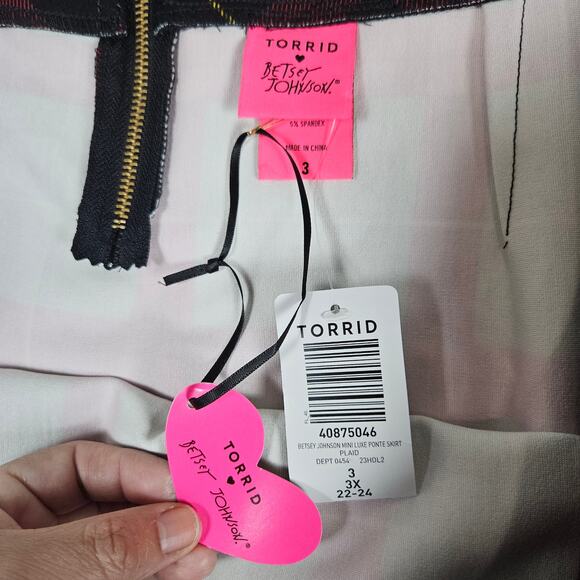 TORRID
BETSEY
JOHNSON.®
5% SPANDEX
MADE IN CHINA
3
TORRID
40875046
BETSEY JOHNSON MINI LUXE PONTE SKIRT
PLAID
DEPT 0454 23HOL2
3
3X
22-24
TORRID
BETSEY JOHNSON.